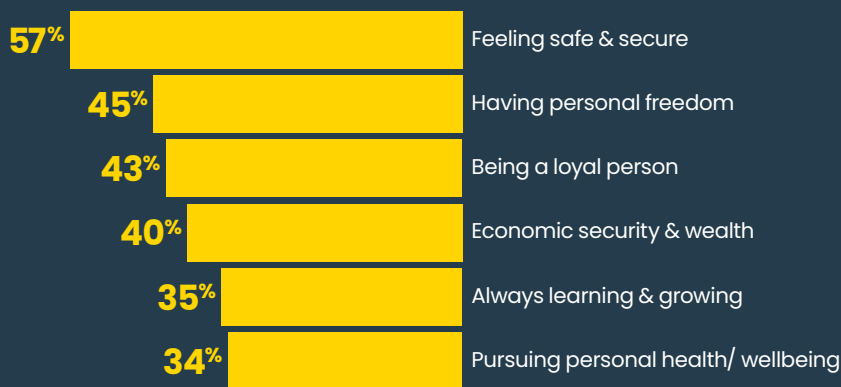 57% Feeling safe & secure
45% Having personal freedom
43% Being a loyal person
40% Economic security & wealth
35% Always learning & growing
34% Pursuing personal health/ wellbeing